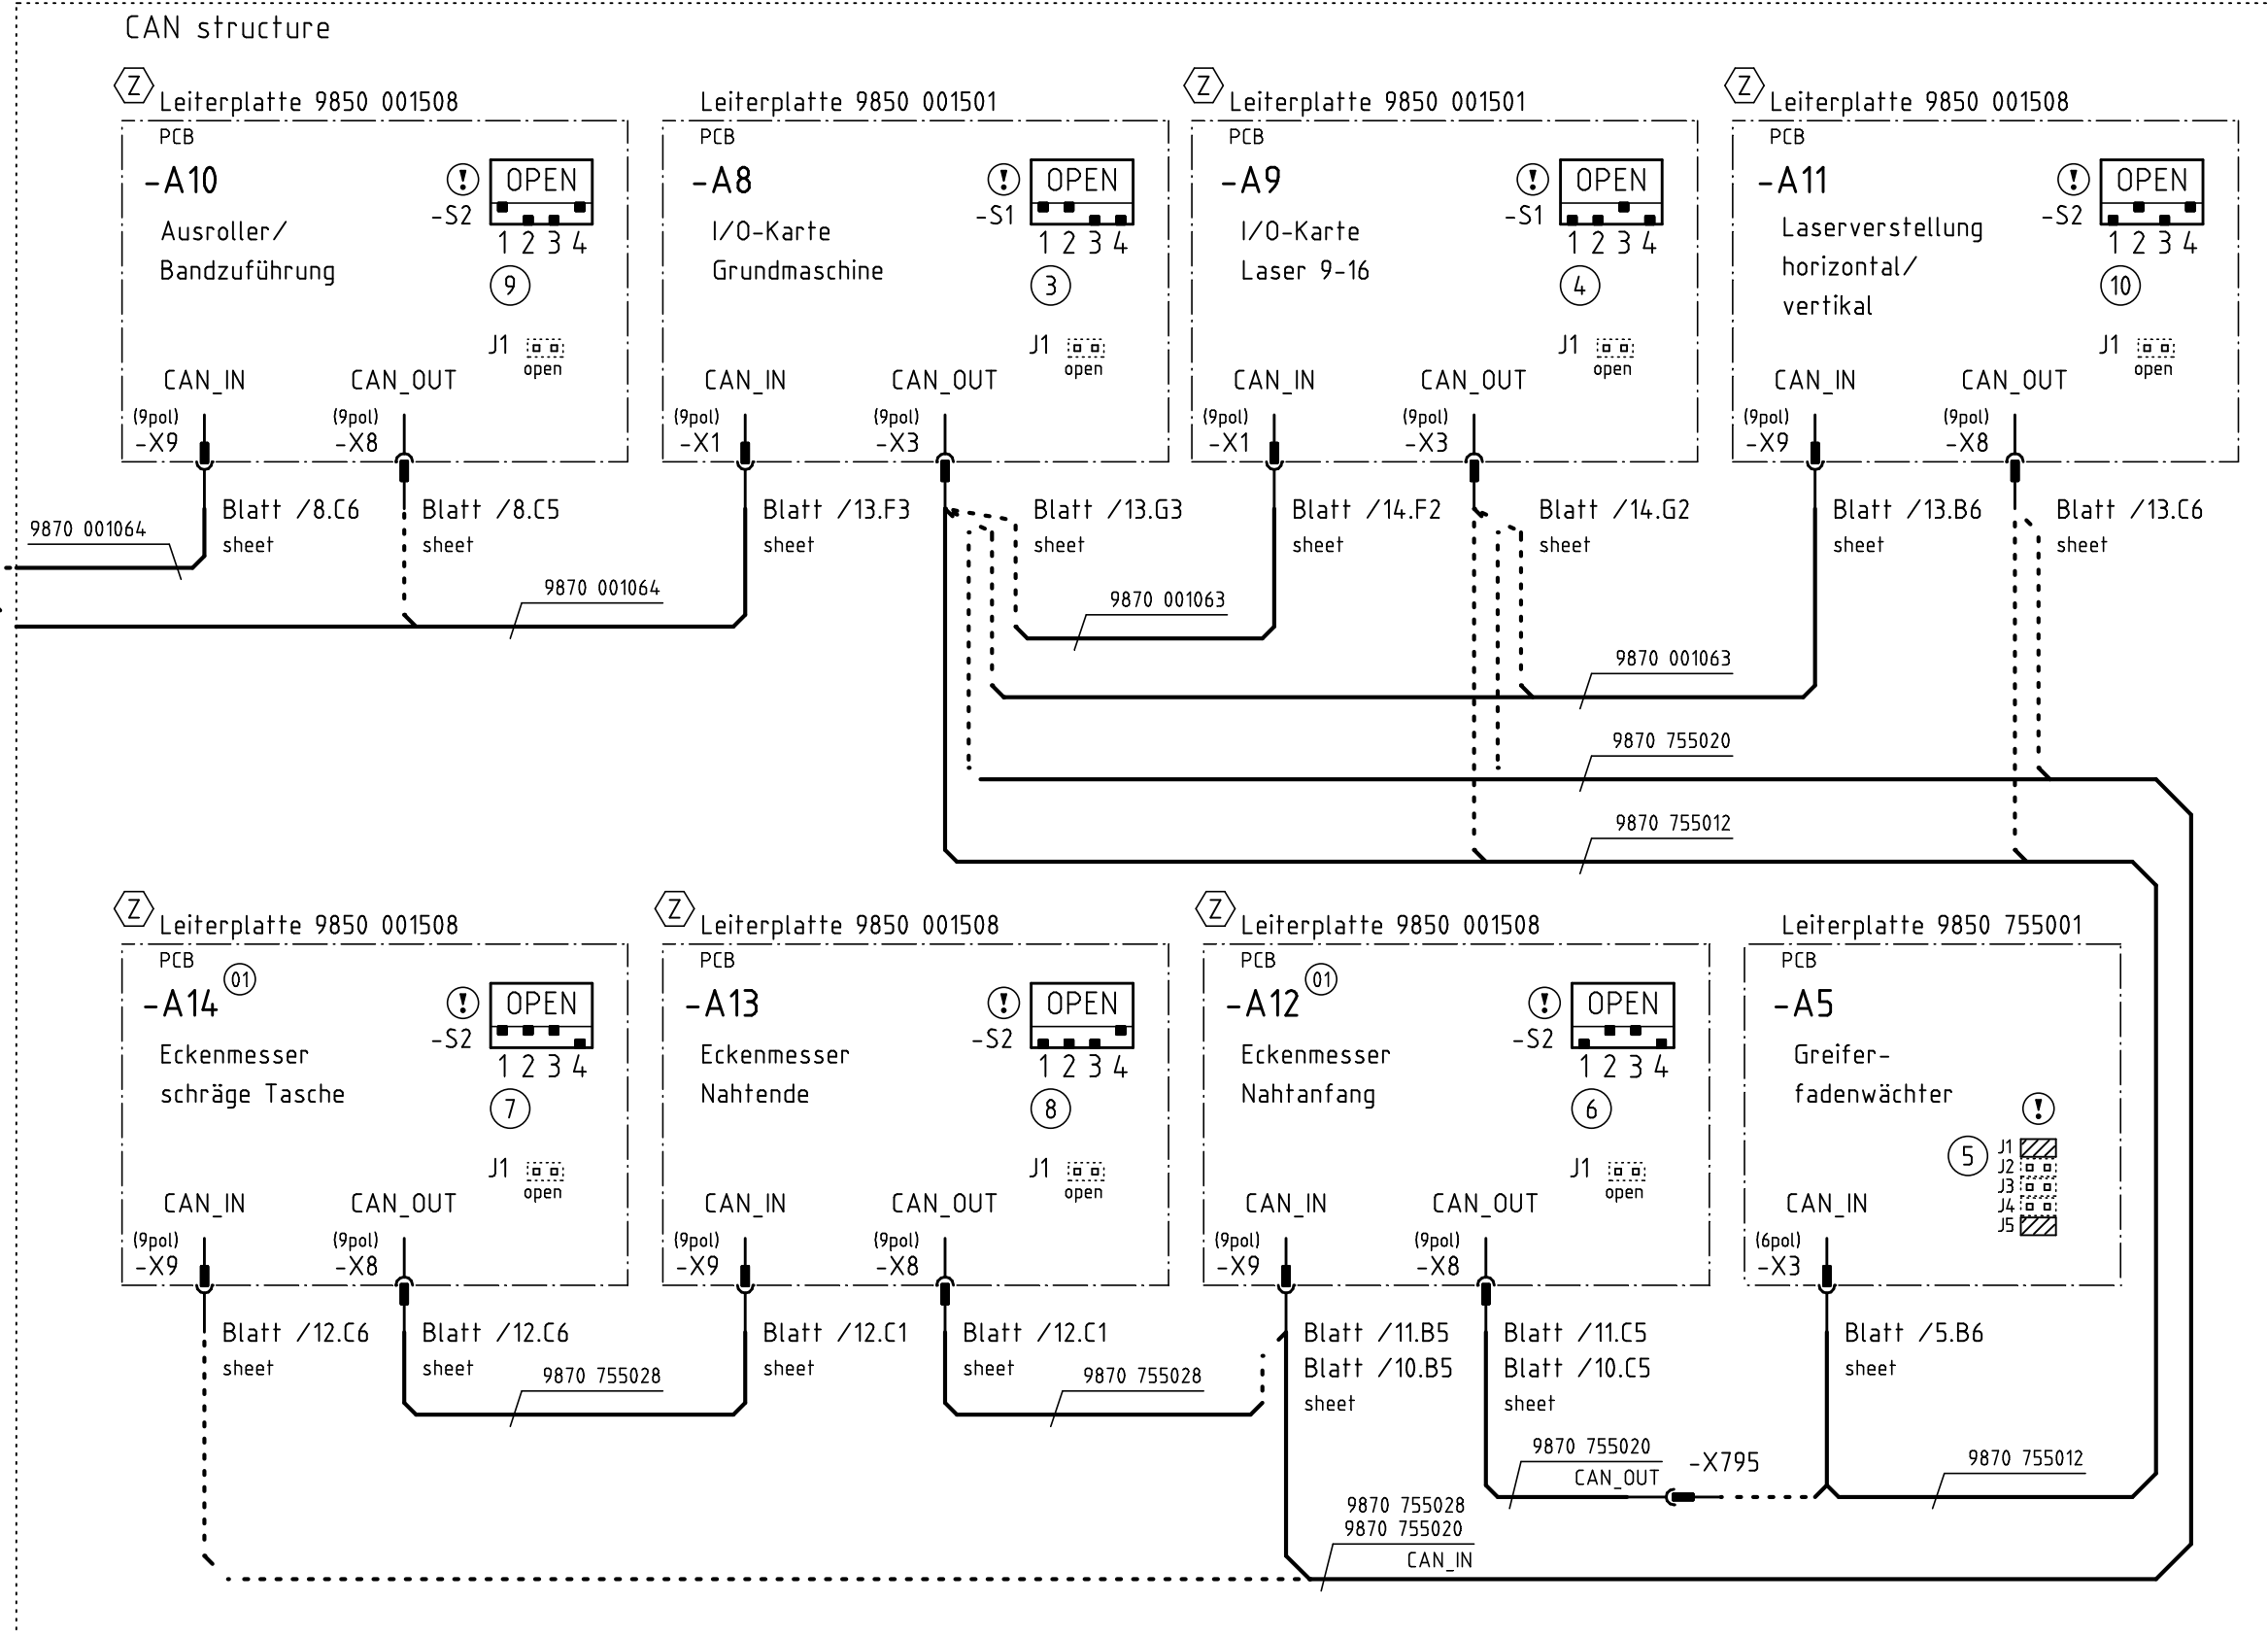 CAN structure
Z
Leiterplatte 9850 001508
PCB
-A10
! OPEN
-S2
1 2 3 4
Ausroller/
Bandzuführung
9
J1
open
CAN_IN
CAN_OUT
(9pol)
-X9
(9pol)
-X8
Blatt /8.C6
sheet
Blatt /8.C5
sheet
9870 001064
9870 001064
Leiterplatte 9850 001501
PCB
-A8
! OPEN
-S1
1 2 3 4
I/O-Karte
Grundmaschine
3
J1
open
CAN_IN
CAN_OUT
(9pol)
-X1
(9pol)
-X3
Blatt /13.F3
sheet
Blatt /13.G3
sheet
9870 001063
Z
Leiterplatte 9850 001501
PCB
-A9
! OPEN
-S1
1 2 3 4
I/O-Karte
Laser 9-16
4
J1
open
CAN_IN
CAN_OUT
(9pol)
-X1
(9pol)
-X3
Blatt /14.F2
sheet
Blatt /14.G2
sheet
Z
Leiterplatte 9850 001508
PCB
-A11
! OPEN
-S2
1 2 3 4
Laserverstellung
horizontal/
vertikal
10
J1
open
CAN_IN
CAN_OUT
(9pol)
-X9
(9pol)
-X8
Blatt /13.B6
sheet
Blatt /13.C6
sheet
9870 001063
9870 755020
9870 755012
Z
Leiterplatte 9850 001508
PCB
-A14 01
! OPEN
-S2
1 2 3 4
Eckenmesser
schräge Tasche
7
J1
open
CAN_IN
CAN_OUT
(9pol)
-X9
(9pol)
-X8
Blatt /12.C6
sheet
Blatt /12.C6
sheet
9870 755028
Z
Leiterplatte 9850 001508
PCB
-A13
! OPEN
-S2
1 2 3 4
Eckenmesser
Nahtende
8
J1
open
CAN_IN
CAN_OUT
(9pol)
-X9
(9pol)
-X8
Blatt /12.C1
sheet
Blatt /12.C1
sheet
9870 755028
Z
Leiterplatte 9850 001508
PCB
-A12 01
! OPEN
-S2
1 2 3 4
Eckenmesser
Nahtanfang
6
J1
open
CAN_IN
CAN_OUT
(9pol)
-X9
(9pol)
-X8
Blatt /11.B5
Blatt /10.B5
sheet
Blatt /11.C5
Blatt /10.C5
sheet
9870 755020
CAN_OUT
-X795
9870 755028
9870 755020
CAN_IN
Leiterplatte 9850 755001
PCB
-A5
Greifer-
fadenwächter
!
5
J1
J2
J3
J4
J5
CAN_IN
(6pol)
-X3
Blatt /5.B6
sheet
9870 755012